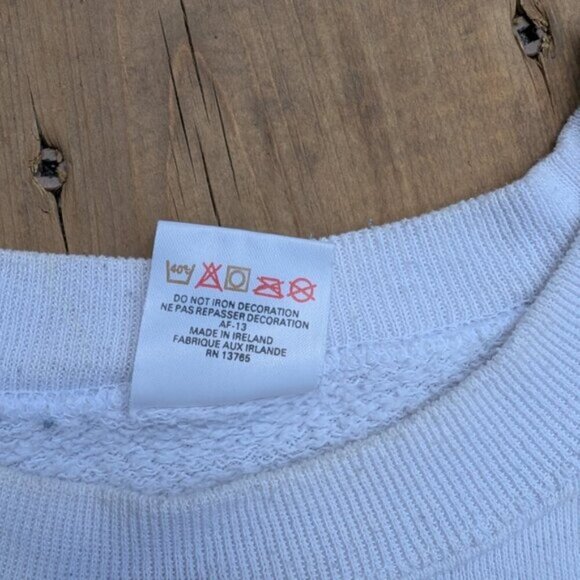 40°
DO NOT IRON DECORATION
NE PAS REPASSER DECORATION
AF-13
MADE IN IRELAND
FABRIQUE AUX IRLANDE
RN 13765